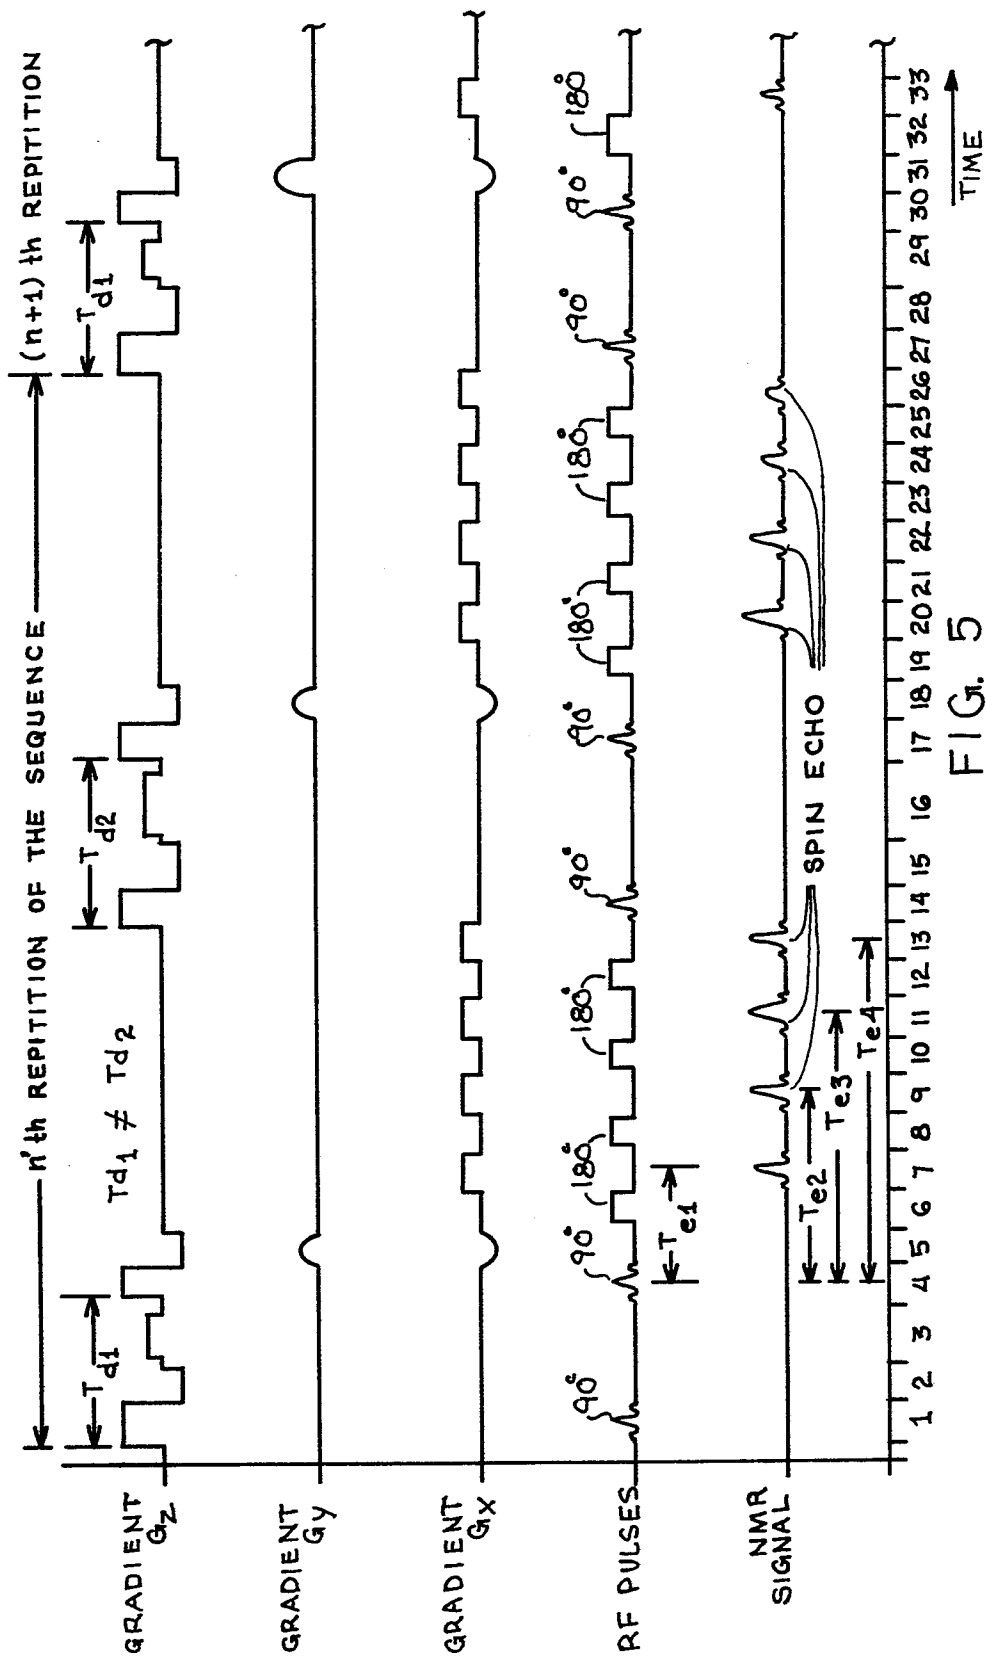 n'th REPITITION OF THE SEQUENCE
(n+1) th REPITITION
Td1
Td2
Td1
Td1 ≠ Td2
GRADIENT
GZ
GRADIENT
Gy
GRADIENT
GX
RF PULSES
90°
90°
180°
180°
90°
90°
180°
180°
90°
90°
180°
Te1
NMR
SIGNAL
Te2
Te3
Te4
SPIN ECHO
1 2 3 4 5 6 7 8 9 10 11 12 13 14 15 16 17 18 19 20 21 22 23 24 25 26 27 28 29 30 31 32 33
TIME
FIG. 5